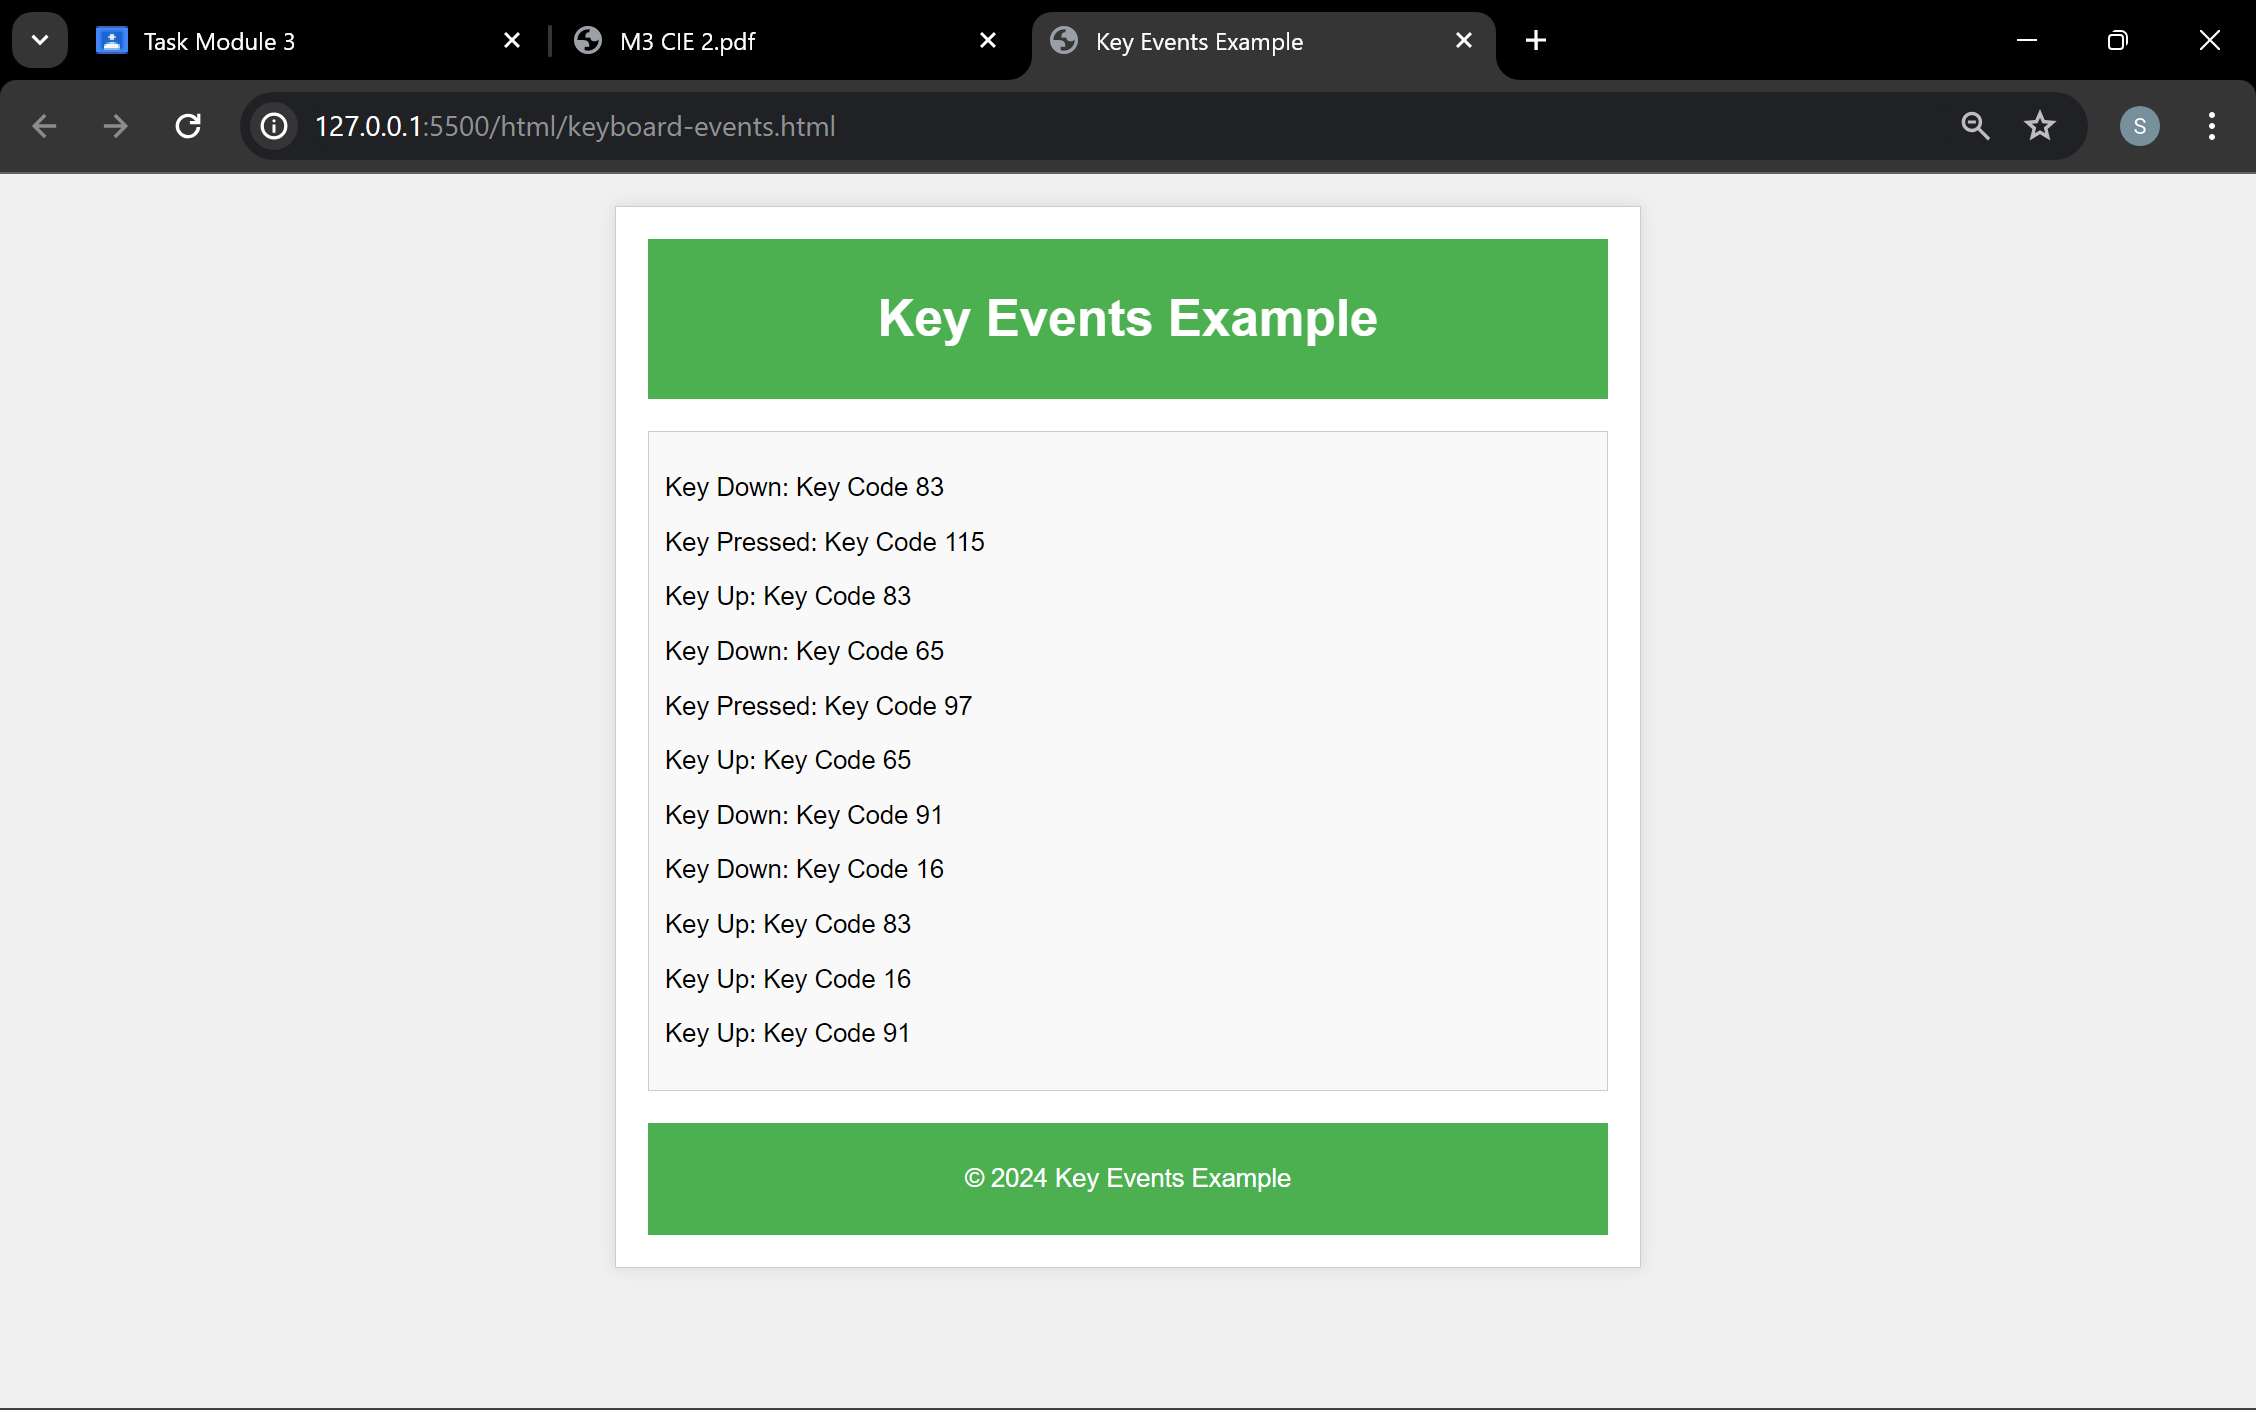 Task Module 3
M3 CIE 2.pdf
Key Events Example
127.0.0.1:5500/html/keyboard-events.html
S
Key Events Example
Key Down: Key Code 83
Key Pressed: Key Code 115
Key Up: Key Code 83
Key Down: Key Code 65
Key Pressed: Key Code 97
Key Up: Key Code 65
Key Down: Key Code 91
Key Down: Key Code 16
Key Up: Key Code 83
Key Up: Key Code 16
Key Up: Key Code 91
© 2024 Key Events Example